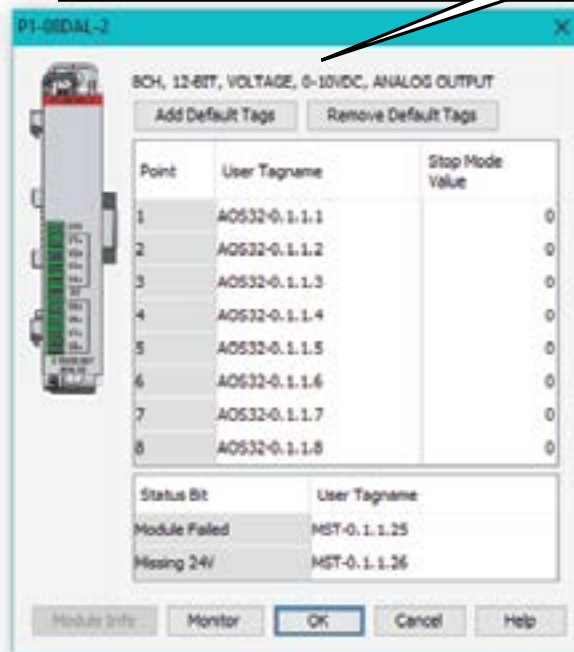 P1-08DAL-2
8CH, 12-BIT, VOLTAGE, 0-10VDC, ANALOG OUTPUT
Add Default Tags Remove Default Tags
Point User Tagname Stop Mode Value
1 AOS32-0.1.1.1 0
2 AOS32-0.1.1.2 0
3 AOS32-0.1.1.3 0
4 AOS32-0.1.1.4 0
5 AOS32-0.1.1.5 0
6 AOS32-0.1.1.6 0
7 AOS32-0.1.1.7 0
8 AOS32-0.1.1.8 0
Status Bit User Tagname
Module Failed MST-0.1.1.25
Missing 24V MST-0.1.1.26
Module Info Monitor OK Cancel Help